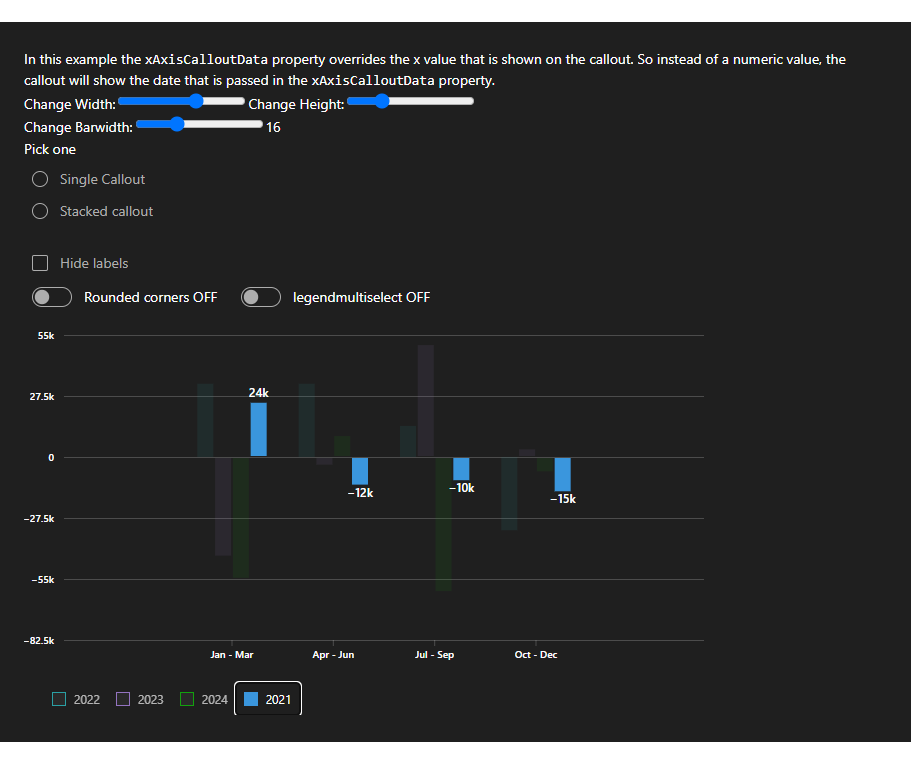 In this example the xAxisCalloutData property overrides the x value that is shown on the callout. So instead of a numeric value, the
callout will show the date that is passed in the xAxisCalloutData property.
Change Width: Change Height:
Change Barwidth: 16
Pick one
Single Callout
Stacked callout
Hide labels
Rounded corners OFF legendmultiselect OFF
55k
24k
27.5k
0
−12k
−10k
−15k
−27.5k
−55k
−82.5k
Jan - Mar Apr - Jun Jul - Sep Oct - Dec
2022 2023 2024 2021